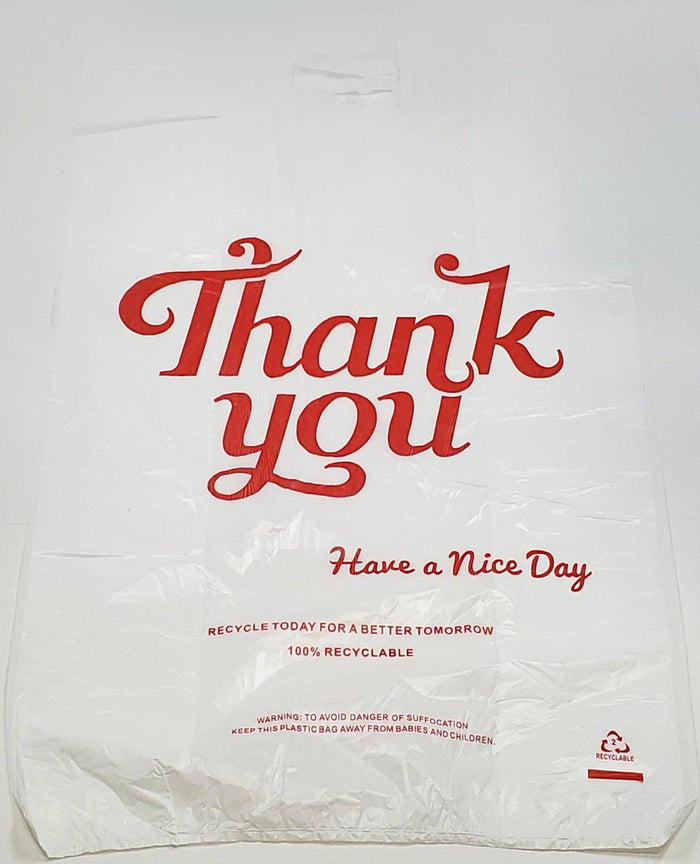 Thank
you
Have a Nice Day
RECYCLE TODAY FOR A BETTER TOMORROW
100% RECYCLABLE
WARNING: TO AVOID DANGER OF SUFFOCATION
KEEP THIS PLASTIC BAG AWAY FROM BABIES AND CHILDREN.
2
RECYCLABLE